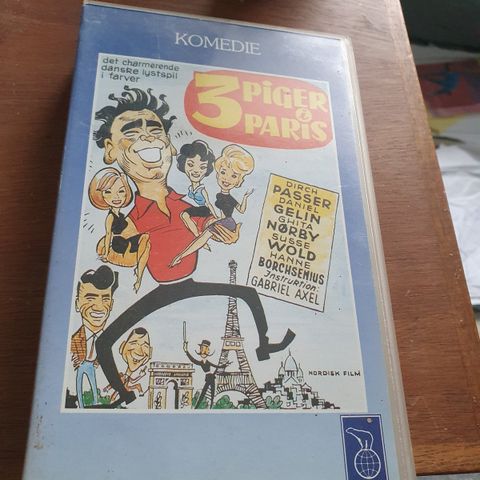 KOMEDIE
det charmerende
danske lystspil
i farver
3 PIGER
i
PARIS
DIRCH
PASSER
DANIEL
GELIN
GHITA
NØRBY
SUSSE
WOLD
HANNE
BORCHSENIUS
Instruktion:
GABRIEL AXEL
NORDISK FILM